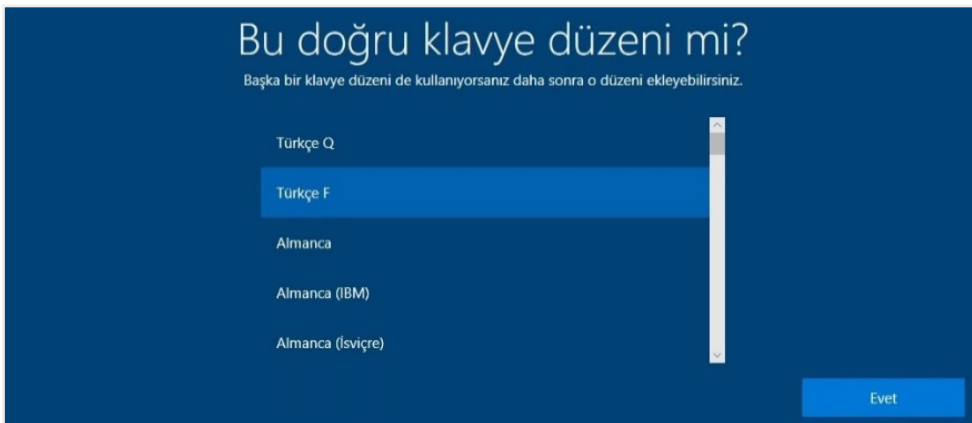 Bu doğru klavye düzeni mi?
Başka bir klavye düzeni de kullanıyorsanız daha sonra o düzeni ekleyebilirsiniz.
Türkçe Q
Türkçe F
Almanca
Almanca (IBM)
Almanca (İsviçre)
Evet